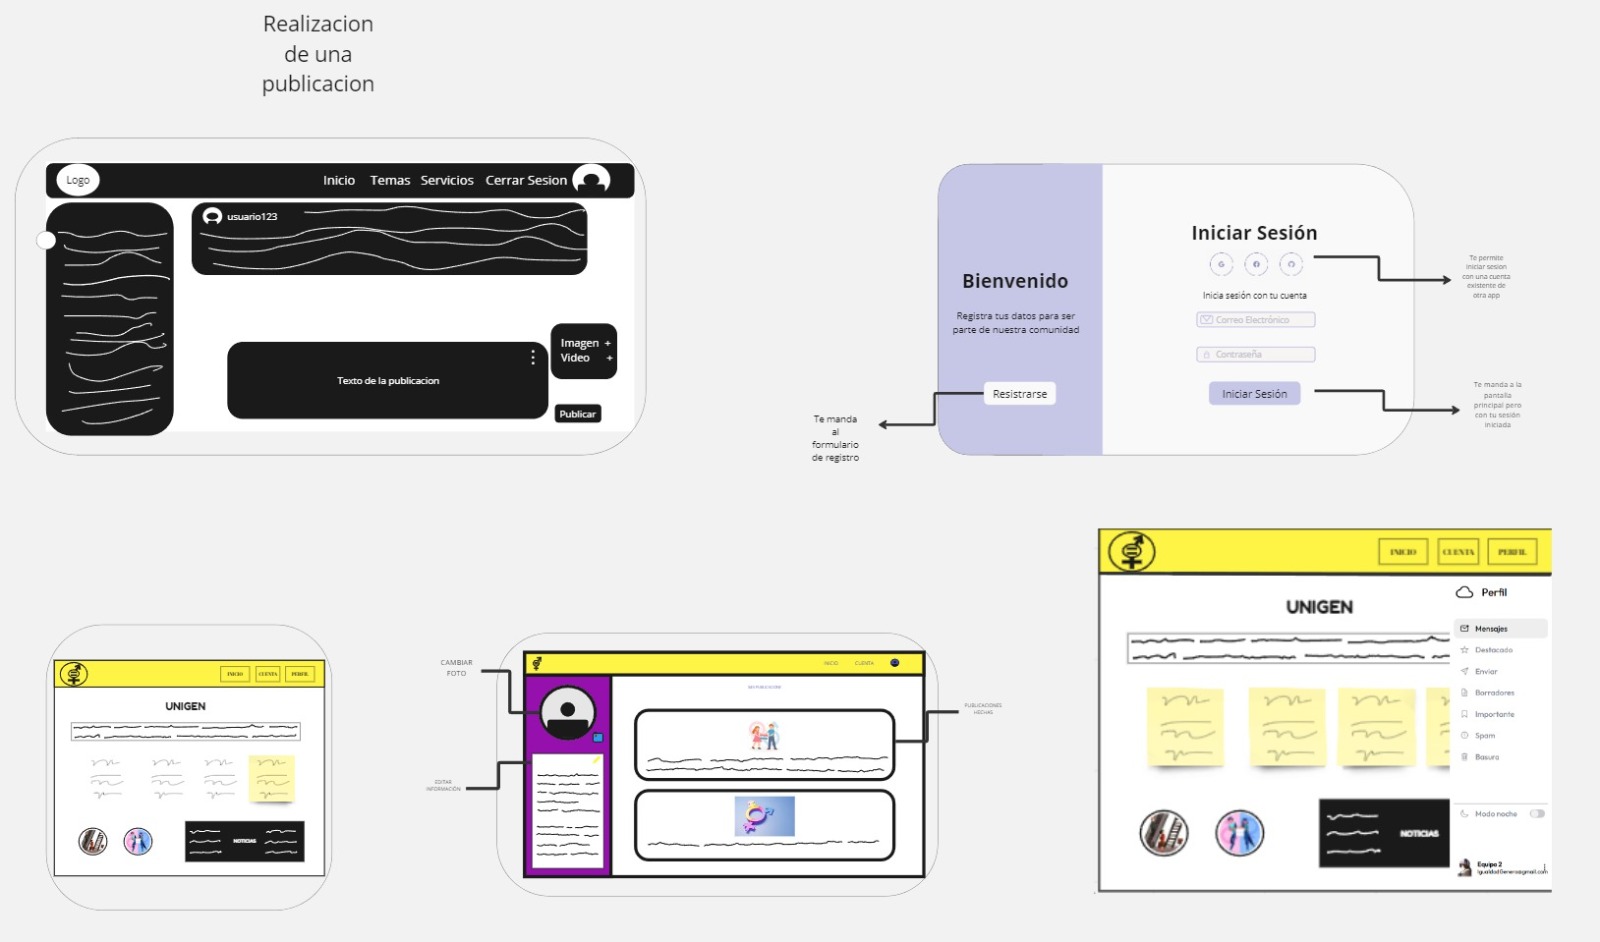 Realizacion
de una
publicacion
Logo
Inicio
Temas
Servicios
Cerrar Sesion
usuario123
Imagen +
Video +
Texto de la publicacion
Publicar
Bienvenido
Registra tus datos para ser
parte de nuestra comunidad
Resistrarse
Te manda
al
formulario
de registro
Iniciar Sesión
G
Inicia sesión con tu cuenta
Correo Electrónico
Contraseña
Iniciar Sesión
Te permite
iniciar sesion
con una cuenta
existente de
otra app
Te manda a la
pantalla
principal pero
con tu sesión
iniciada
INICIO
CUENTA
PERFIL
UNIGEN
NOTICIAS
CAMBIAR
FOTO
EDITAR
INFORMACIÓN
INICIO
CUENTA
PUBLICACIONES
HECHAS
INICIO
CUENTA
PERFIL
UNIGEN
NOTICIAS
Perfil
Mensajes
Destacado
Enviar
Borradores
Importante
Spam
Basura
Modo noche
Equipo 2